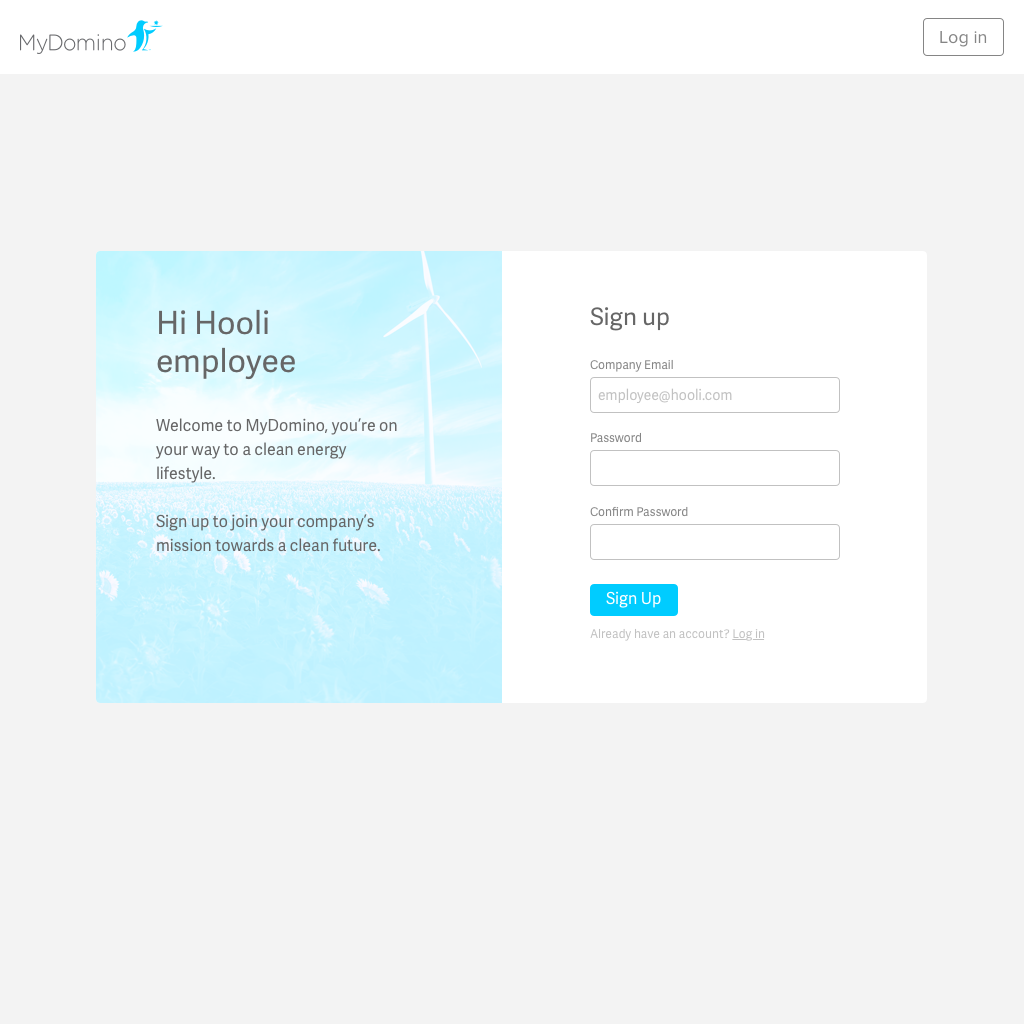 MyDomino
Log in
Hi Hooli
employee
Welcome to MyDomino, you’re on
your way to a clean energy
lifestyle.
Sign up to join your company’s
mission towards a clean future.
Sign up
Company Email
employee@hooli.com
Password
Confirm Password
Sign Up
Already have an account? Log in